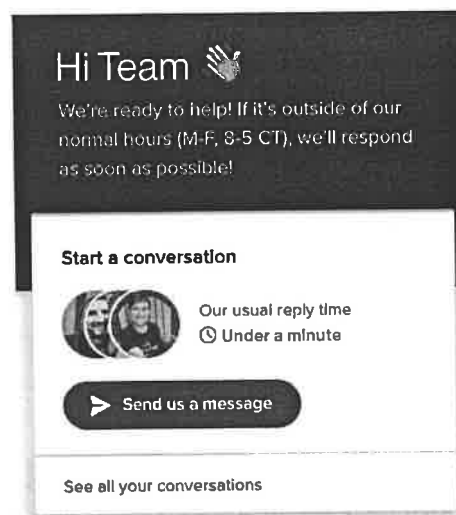 Hi Team 👋
We're ready to help! If it's outside of our
normal hours (M-F, 8-5 CT), we'll respond
as soon as possible!
Start a conversation
Our usual reply time
Under a minute
Send us a message
See all your conversations